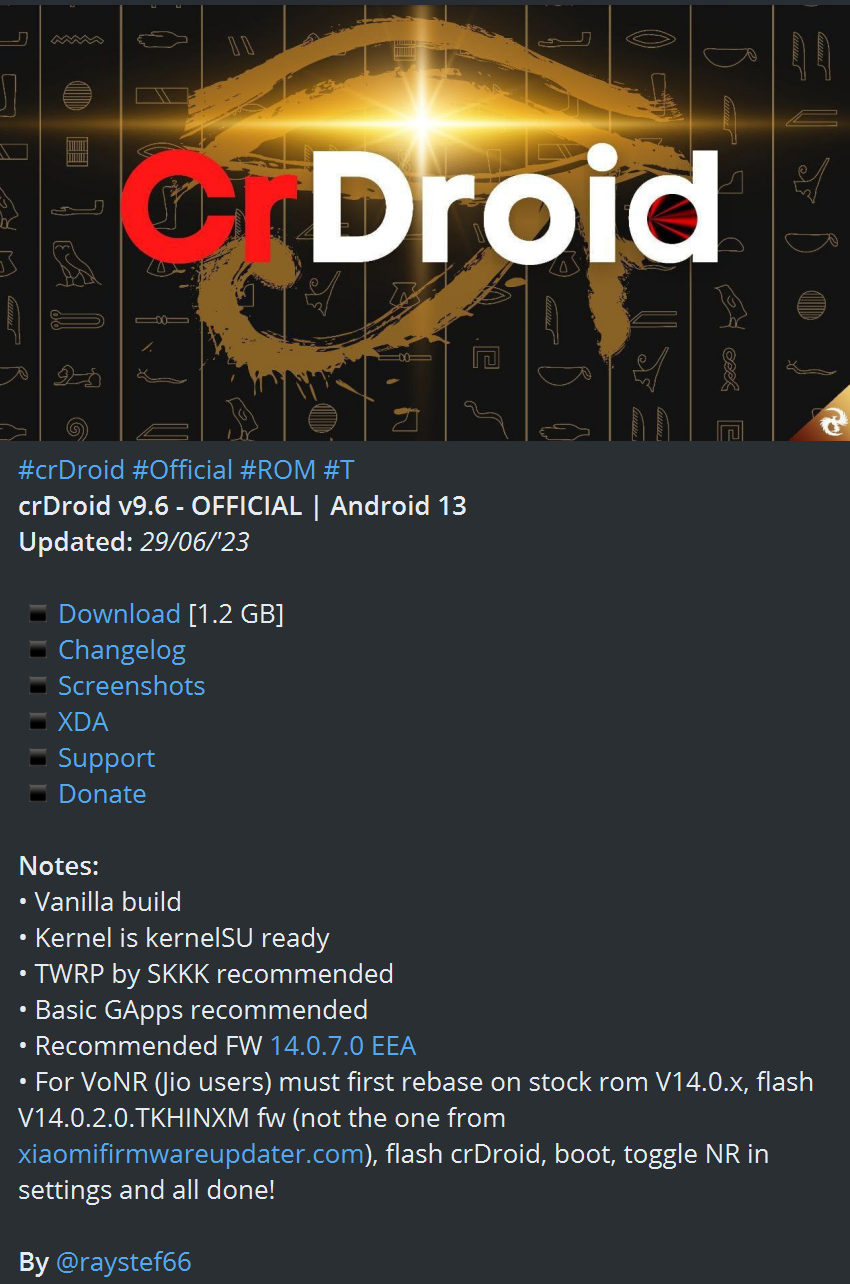 CrDroid
#crDroid #Official #ROM #T
crDroid v9.6 - OFFICIAL | Android 13
Updated: 29/06/'23
▪ Download [1.2 GB]
▪ Changelog
▪ Screenshots
▪ XDA
▪ Support
▪ Donate
Notes:
• Vanilla build
• Kernel is kernelSU ready
• TWRP by SKKK recommended
• Basic GApps recommended
• Recommended FW 14.0.7.0 EEA
• For VoNR (Jio users) must first rebase on stock rom V14.0.x, flash
V14.0.2.0.TKHINXM fw (not the one from
xiaomifirmwareupdater.com), flash crDroid, boot, toggle NR in
settings and all done!
By @raystef66